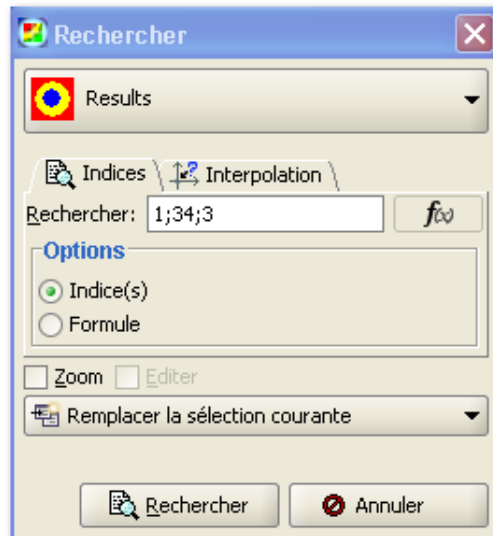 Rechercher
Results
Indices Interpolation
Rechercher: 1;34;3 f(x)
Options
Indice(s)
Formule
Zoom Editer
Remplacer la sélection courante
Rechercher Annuler